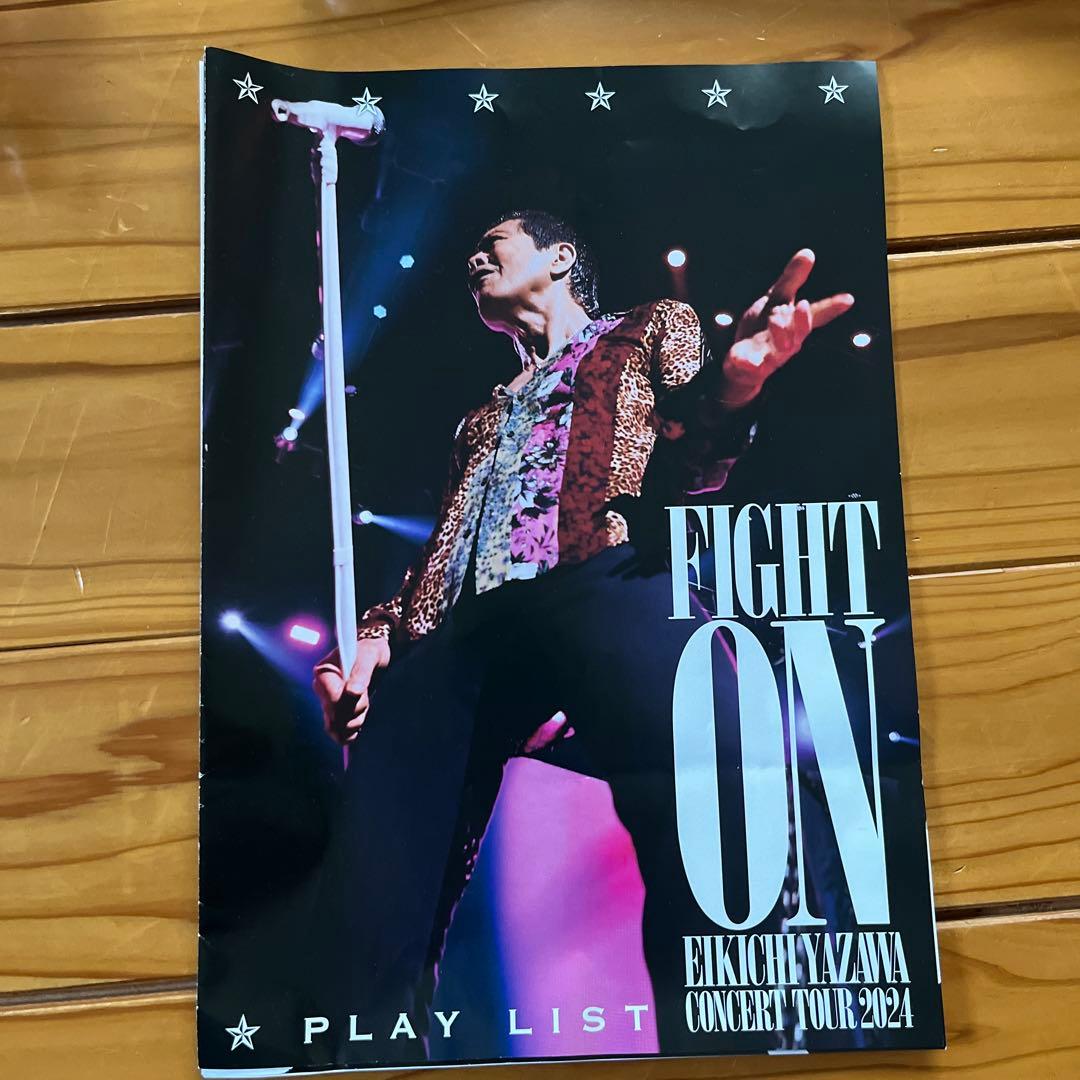 FIGHT
ON
EIKICHI YAZAWA
CONCERT TOUR 2024
PLAY LIST